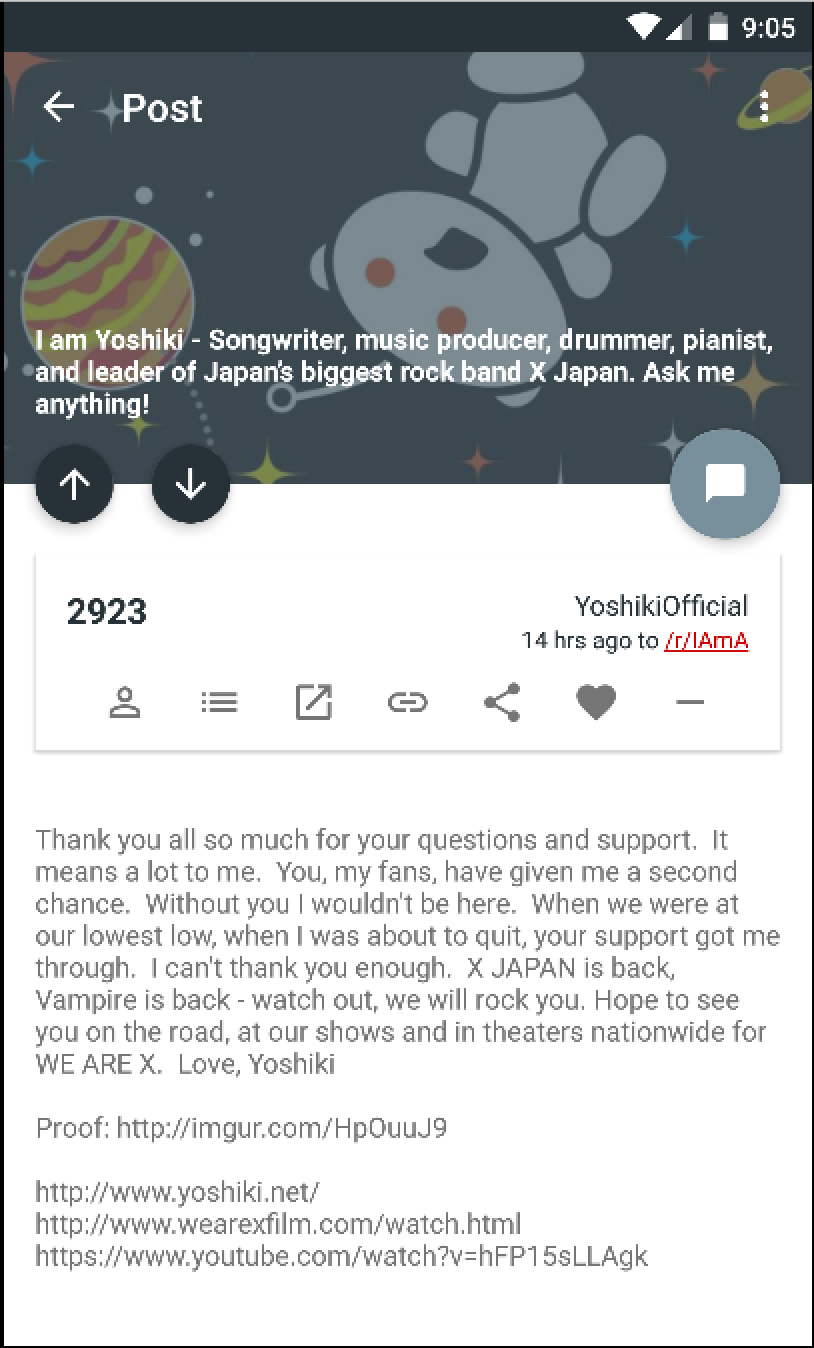 9:05
Post
I am Yoshiki - Songwriter, music producer, drummer, pianist,
and leader of Japan's biggest rock band X Japan. Ask me
anything!
2923
YoshikiOfficial
14 hrs ago to /r/IAmA
Thank you all so much for your questions and support.  It
means a lot to me.  You, my fans, have given me a second
chance.  Without you I wouldn't be here.  When we were at
our lowest low, when I was about to quit, your support got me
through.  I can't thank you enough.  X JAPAN is back,
Vampire is back - watch out, we will rock you. Hope to see
you on the road, at our shows and in theaters nationwide for
WE ARE X.  Love, Yoshiki
Proof: http://imgur.com/HpOuuJ9
http://www.yoshiki.net/
http://www.wearexfilm.com/watch.html
https://www.youtube.com/watch?v=hFP15sLLAgk